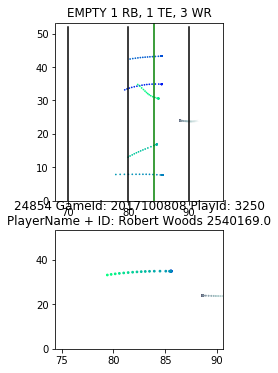 EMPTY 1 RB, 1 TE, 3 WR
50
40
30
20
10
0
70 80 90
24854 GameId: 2017100808 PlayId: 3250
PlayerName + ID: Robert Woods 2540169.0
40
20
0
75 80 85 90